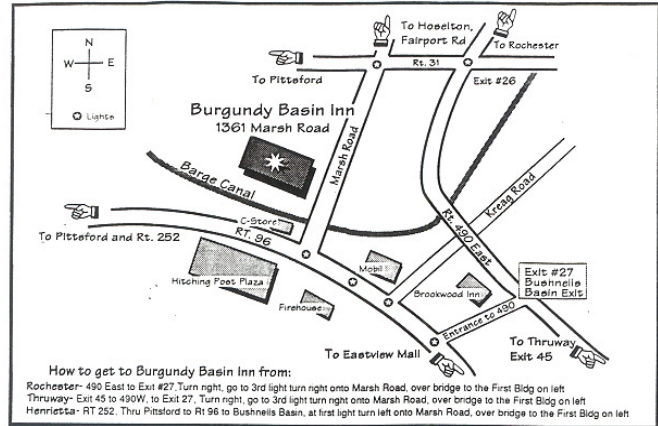 N
W E
S
Lights
To Hoselton,
Fairport Rd
To Rochester
Rt. 31
To Pittsford
Exit #26
Burgundy Basin Inn
1361 Marsh Road
Marsh Road
Barge Canal
Kreag Road
C-Store
To Pittsford and Rt. 252
RT. 96
Rt. 490 East
Hitching Post Plaza
Mobil
Firehouse
Brookwood Inn
Exit #27
Bushnells
Basin Exit
Entrance to 490
To Eastview Mall
To Thruway
Exit 45
How to get to Burgundy Basin Inn from:
Rochester- 490 East to Exit #27, Turn right, go to 3rd light turn right onto Marsh Road, over bridge to the First Bldg on left
Thruway- Exit 45 to 490W, to Exit 27, Turn right, go to 3rd light turn right onto Marsh Road, over bridge to the First Bldg on left
Henrietta- RT 252, Thru Pittsford to Rt 96 to Bushnells Basin, at first light turn left onto Marsh Road, over bridge to the First Bldg on left